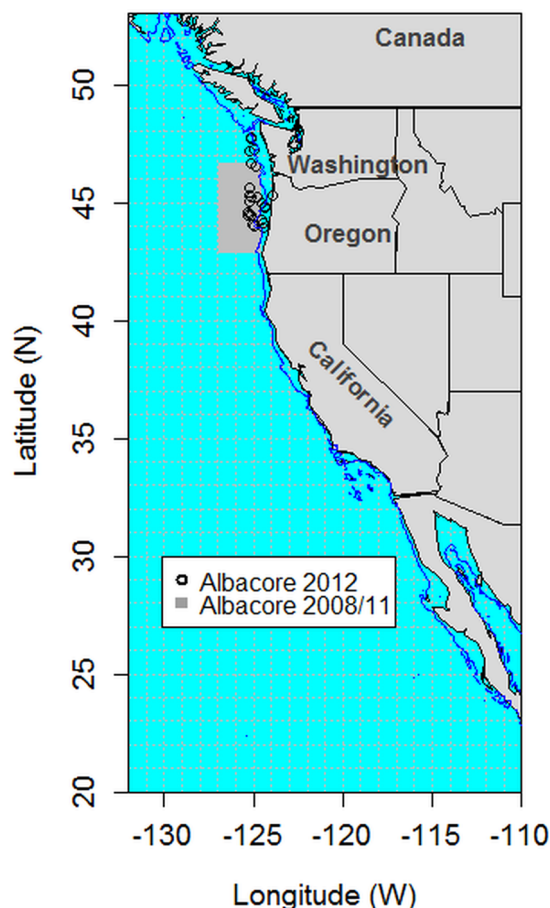 Canada
50
Washington
45
Oregon
40
California
Latitude (N)
35
30
Albacore 2012
Albacore 2008/11
25
20
-130 -125 -120 -115 -110
Longitude (W)